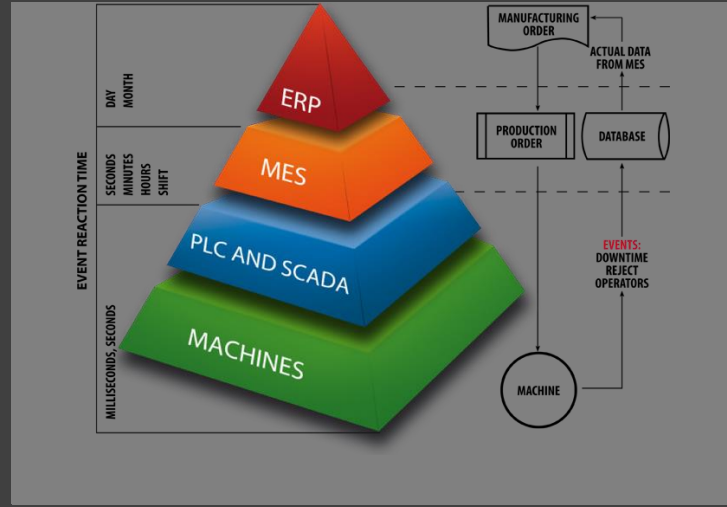 EVENT REACTION TIME
DAY
MONTH
SECONDS
MINUTES
HOURS
SHIFT
MILLISECONDS, SECONDS
ERP
MES
PLC AND SCADA
MACHINES
MANUFACTURING
ORDER
ACTUAL DATA
FROM MES
PRODUCTION
ORDER
DATABASE
EVENTS:
DOWNTIME
REJECT
OPERATORS
MACHINE